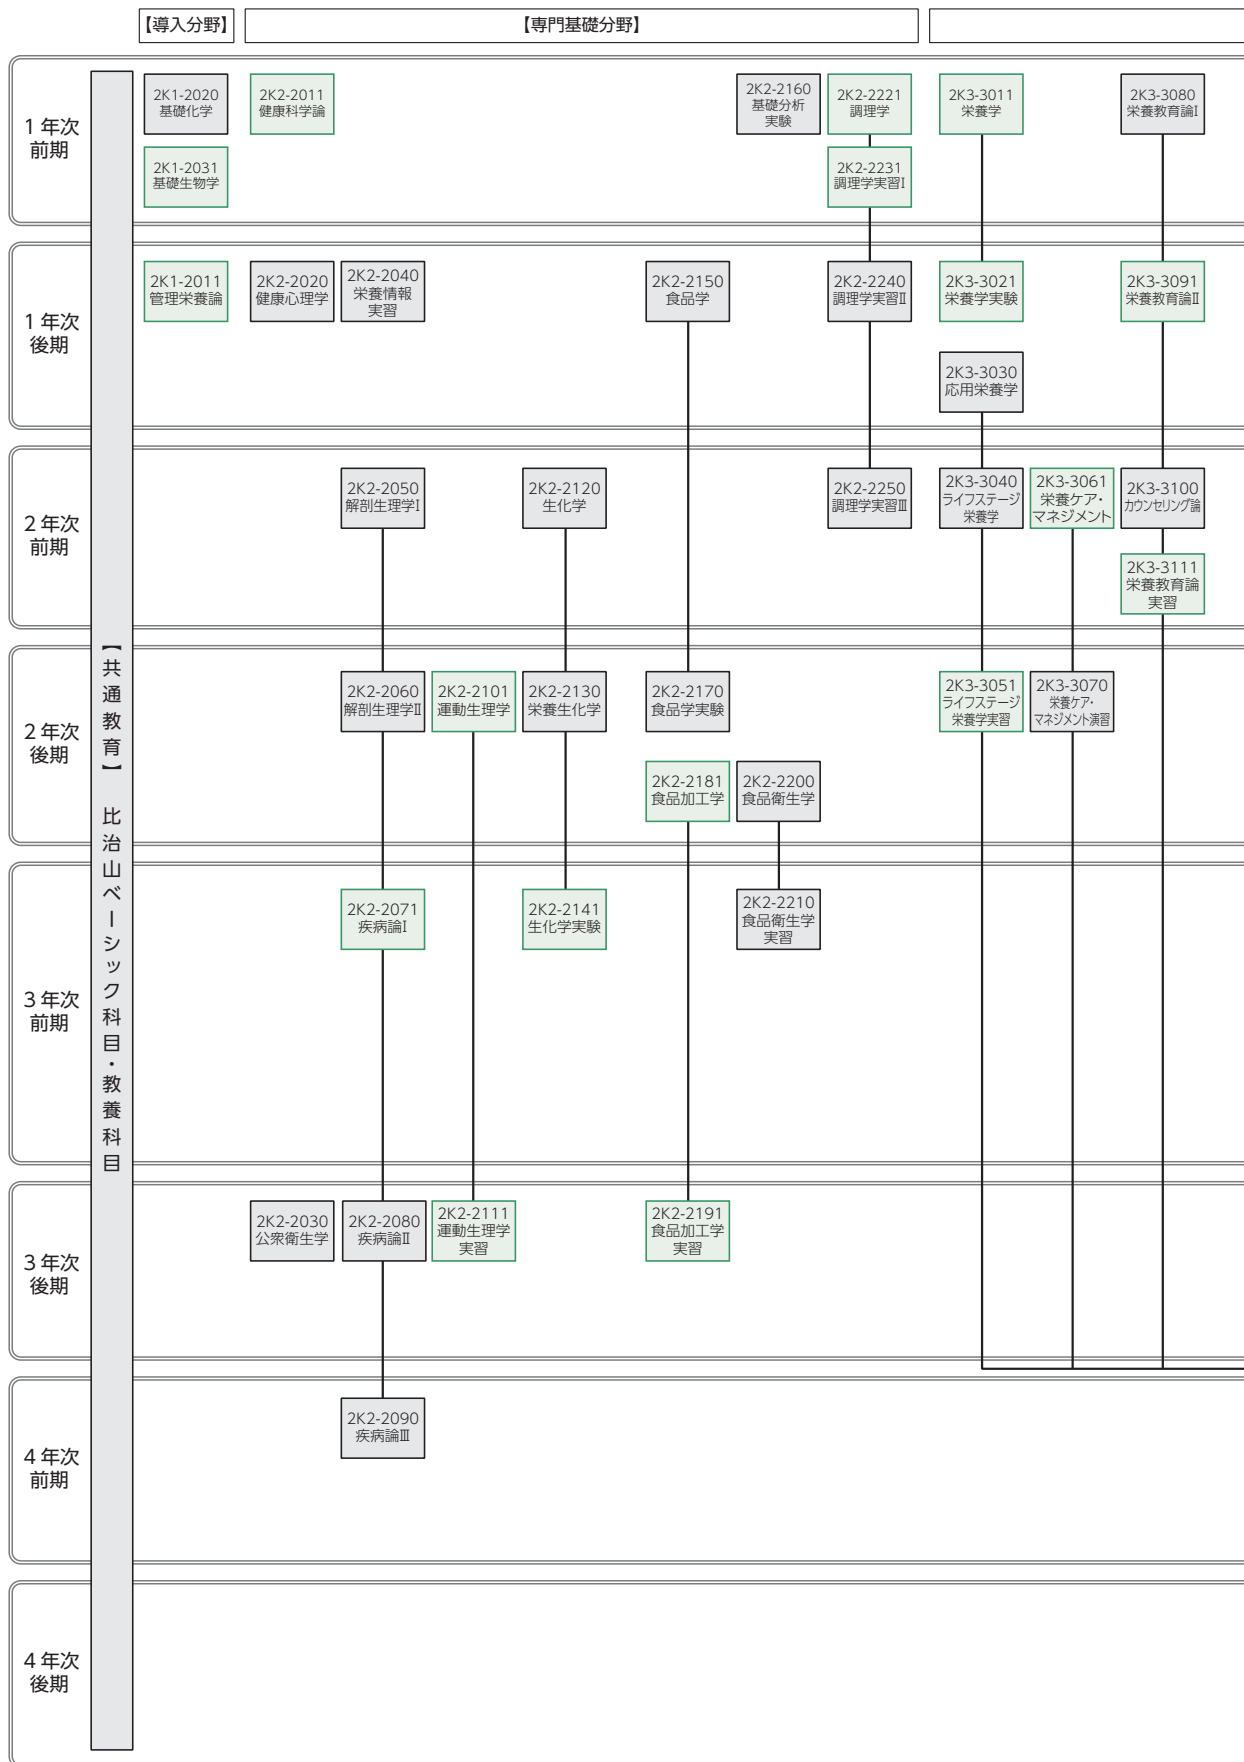 【導入分野】
【専門基礎分野】
1年次
前期
2K1-2020
基礎化学
2K2-2011
健康科学論
2K2-2160
基礎分析
実験
2K2-2221
調理学
2K3-3011
栄養学
2K3-3080
栄養教育論Ⅰ
2K1-2031
基礎生物学
2K2-2231
調理学実習Ⅰ
1年次
後期
2K1-2011
管理栄養論
2K2-2020
健康心理学
2K2-2040
栄養情報
実習
2K2-2150
食品学
2K2-2240
調理学実習Ⅱ
2K3-3021
栄養学実験
2K3-3091
栄養教育論Ⅱ
2K3-3030
応用栄養学
2年次
前期
2K2-2050
解剖生理学Ⅰ
2K2-2120
生化学
2K2-2250
調理学実習Ⅲ
2K3-3040
ライフステージ
栄養学
2K3-3061
栄養ケア・
マネジメント
2K3-3100
カウンセリング論
2K3-3111
栄養教育論
実習
【共通教育】 比治山ベーシック科目・教養科目
2年次
後期
2K2-2060
解剖生理学Ⅱ
2K2-2101
運動生理学
2K2-2130
栄養生化学
2K2-2170
食品学実験
2K3-3051
ライフステージ
栄養学実習
2K3-3070
栄養ケア・
マネジメント演習
2K2-2181
食品加工学
2K2-2200
食品衛生学
3年次
前期
2K2-2071
疾病論Ⅰ
2K2-2141
生化学実験
2K2-2210
食品衛生学
実習
3年次
後期
2K2-2030
公衆衛生学
2K2-2080
疾病論Ⅱ
2K2-2111
運動生理学
実習
2K2-2191
食品加工学
実習
4年次
前期
2K2-2090
疾病論Ⅲ
4年次
後期